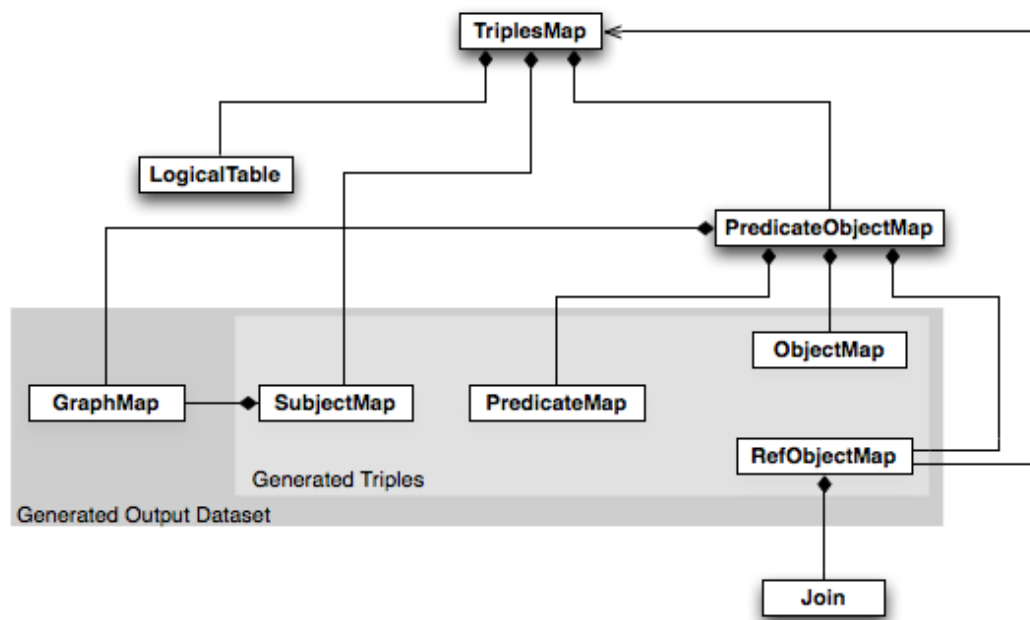 TriplesMap
LogicalTable
PredicateObjectMap
ObjectMap
GraphMap
SubjectMap
PredicateMap
RefObjectMap
Generated Triples
Generated Output Dataset
Join